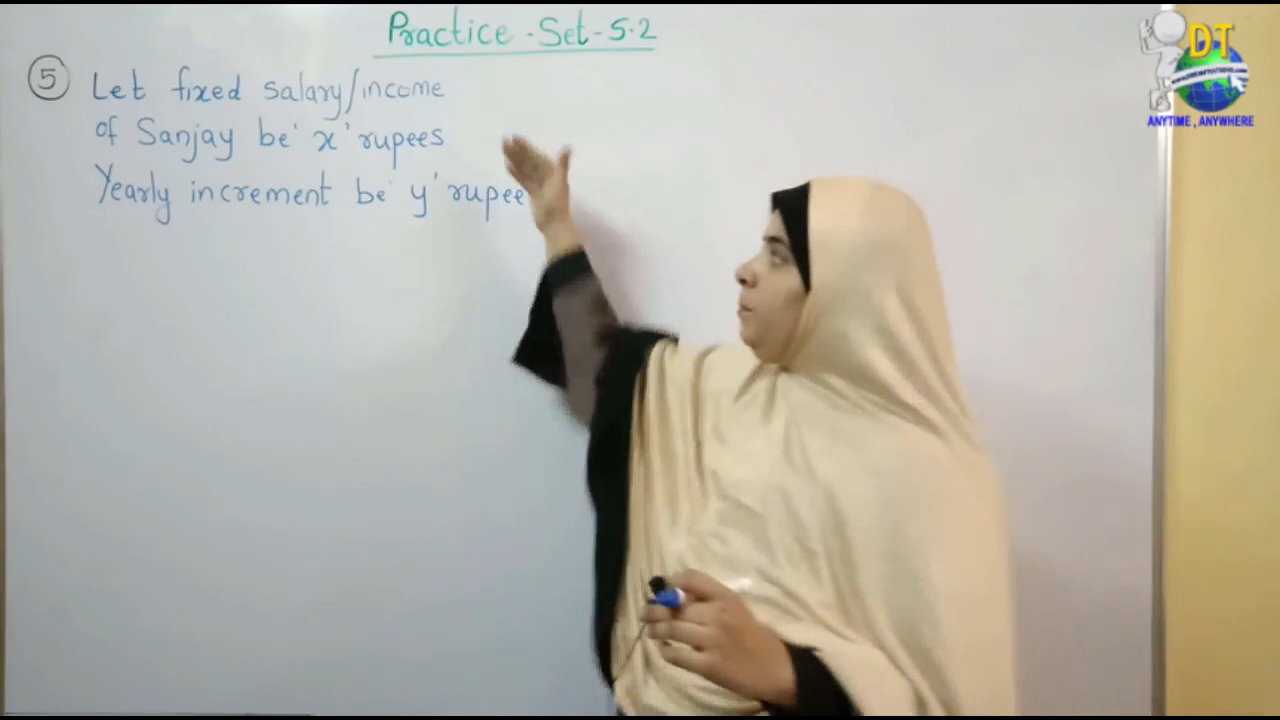 Practice - Set - 5.2
5 Let fixed salary/income
of Sanjay be 'x' rupees
Yearly increment be 'y' rupee
DT
ANYTIME , ANYWHERE